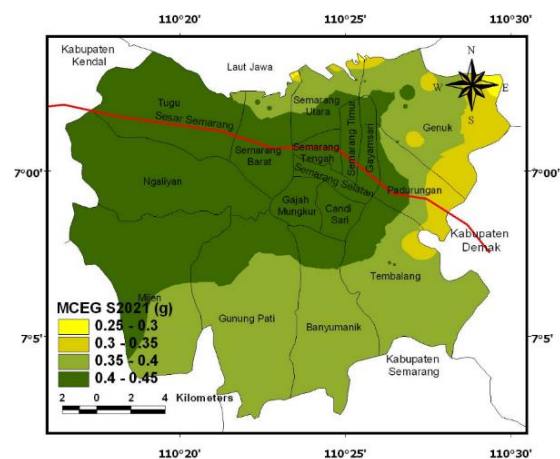 110°20' 110°25' 110°30'
Kabupaten
Kendal
Laut Jawa
N
W E
S
Tugu
Sesar Semarang
Semarang
Utara
Semarang Timur
Gayamsari
Genuk
Semarang
Barat
Semarang
Tengah
Semarang Selatan
7°00' 7°00'
Ngaliyan
Padurungan
Gajah
Mungkur
Candi
Sari
Kabupaten
Demak
Tembalang
MCEG S2021 (g)
0.25 - 0.3
0.3 - 0.35
0.35 - 0.4
0.4 - 0.45
Mijen
Gunung Pati
Banyumanik
7°5' 7°5'
Kabupaten
Semarang
2 0 2 4 Kilometers
110°20' 110°25' 110°30'